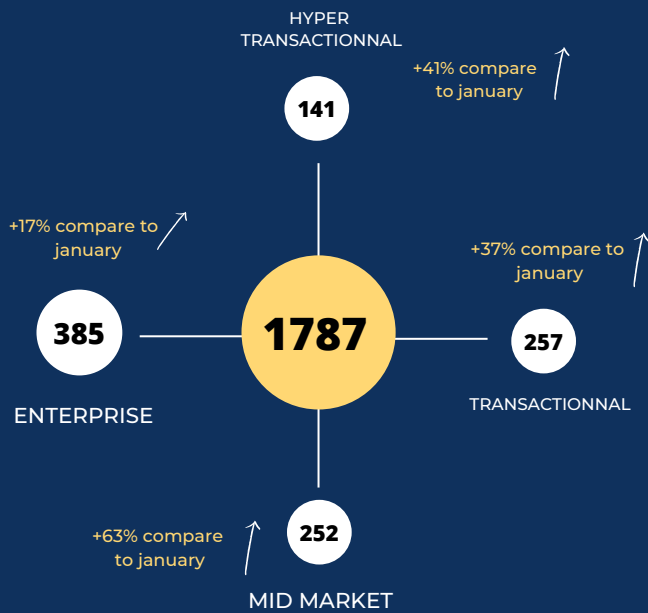 HYPER
TRANSACTIONNAL
+41% compare
to january
141
+17% compare to
january
+37% compare to
january
385
1787
257
ENTERPRISE
TRANSACTIONNAL
+63% compare
to january
252
MID MARKET